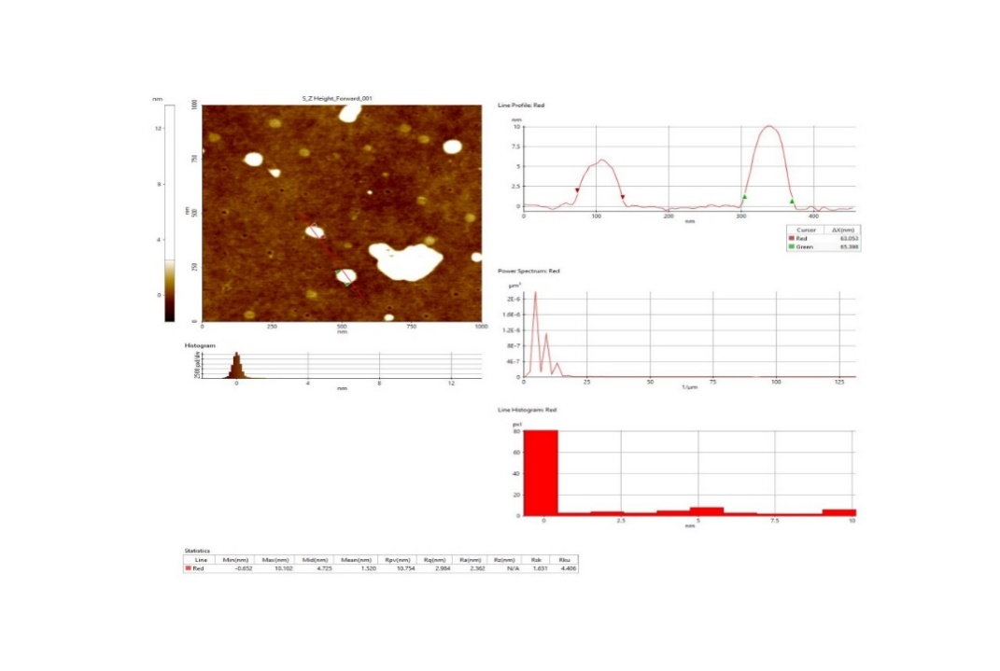 nm
S_Z Height_Forward_001
12
8
4
0
1000
750
nm
500
250
0
0 250 500 750 1000
nm
Histogram
0 4 8 12
nm
Line Profile: Red
nm
10
7.5
5
2.5
0
0 100 200 300 400
nm
Cursor ΔX(nm)
Red 63.053
Green 65.398
Power Spectrum: Red
μm²
2E-6
1.6E-6
1.2E-6
8E-7
4E-7
0
0 25 50 75 100 125
1/μm
Line Histogram: Red
pxl
80
60
40
20
0
0 2.5 5 7.5 10
nm
Statistics
Line Min(nm) Max(nm) Mid(nm) Mean(nm) Rpv(nm) Rq(nm) Ra(nm) Rz(nm) Rsk Rku
Red -0.652 10.102 4.725 1.520 10.754 2.984 2.362 N/A 1.631 4.406